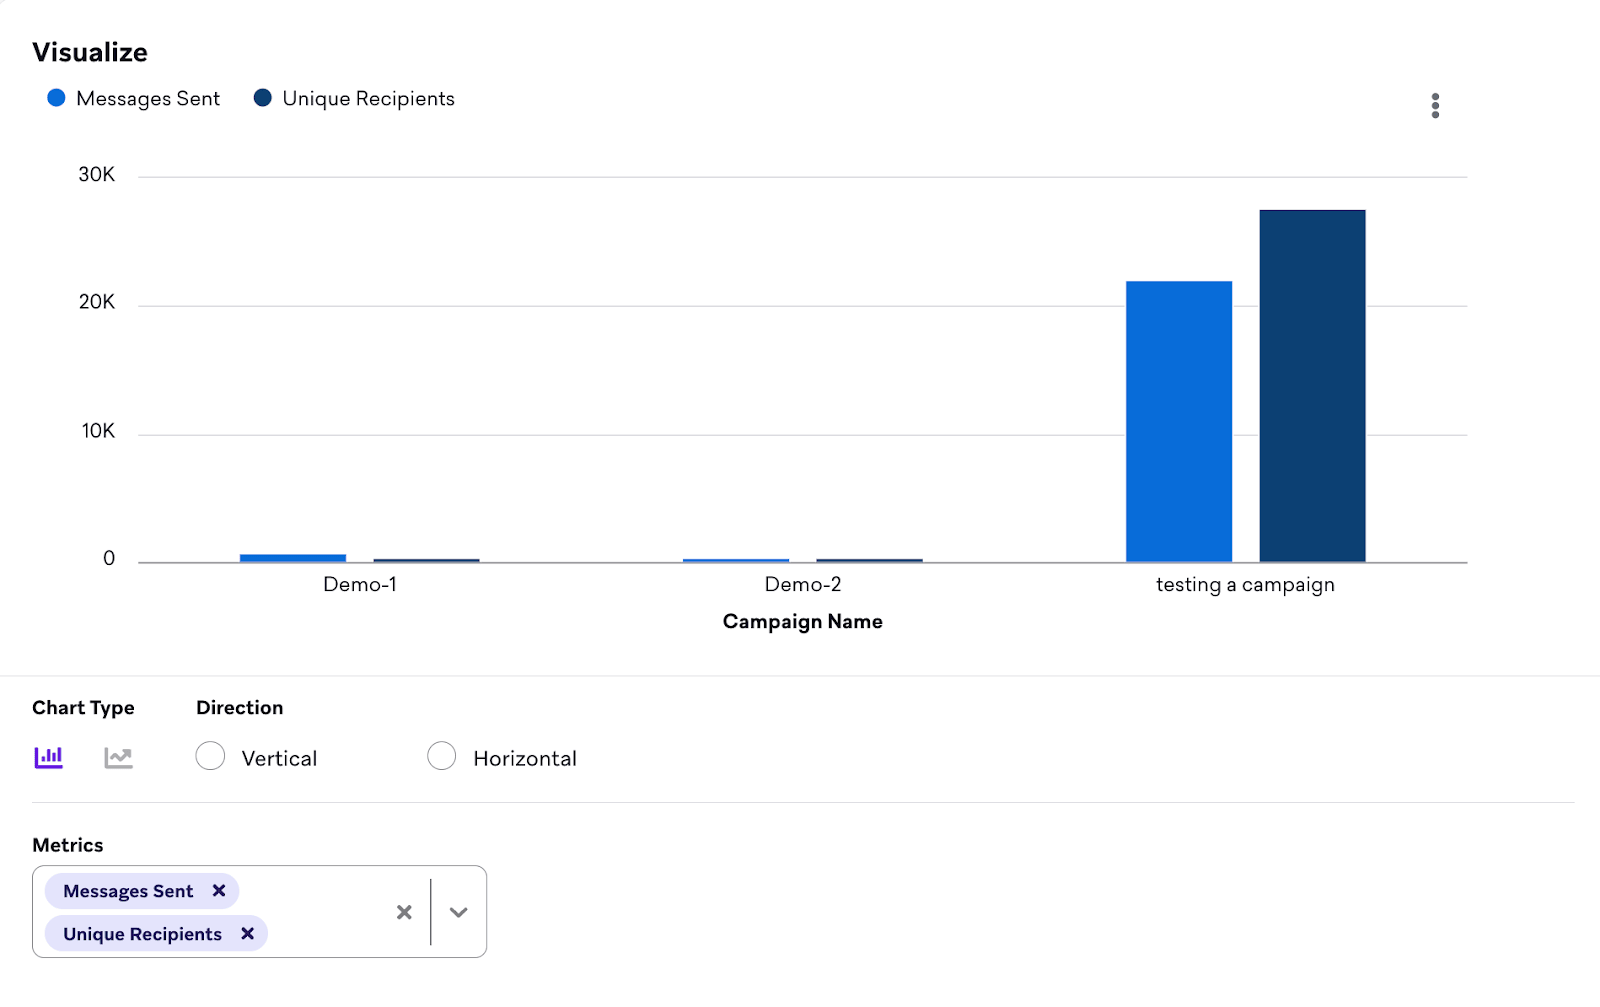 Visualize
Messages Sent Unique Recipients
30K
20K
10K
0
Demo-1 Demo-2 testing a campaign
Campaign Name
Chart Type Direction
Vertical Horizontal
Metrics
Messages Sent
Unique Recipients